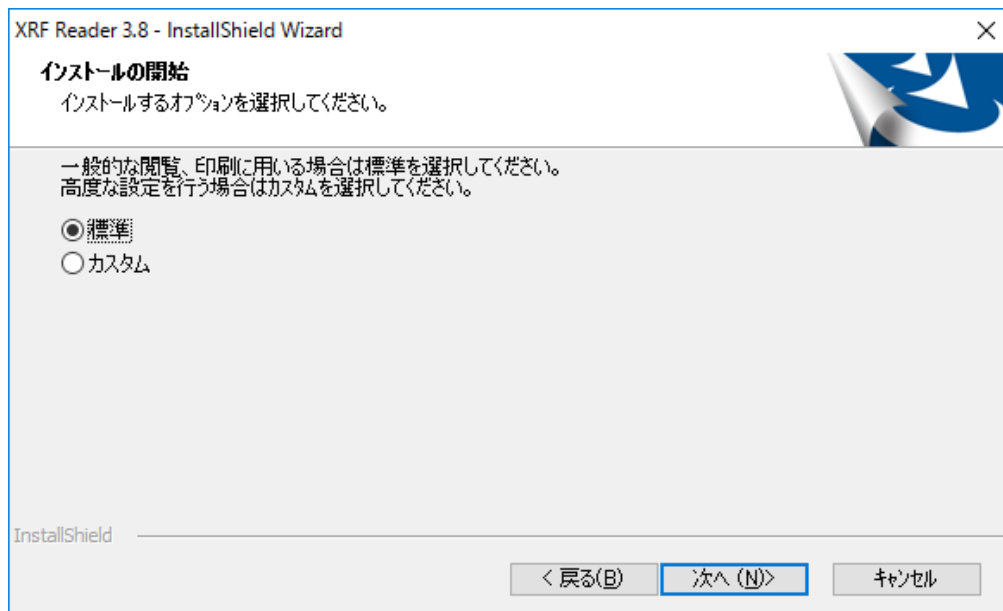 XRF Reader 3.8 - InstallShield Wizard
インストールの開始
インストールするオプションを選択してください。
一般的な閲覧、印刷に用いる場合は標準を選択してください。
高度な設定を行う場合はカスタムを選択してください。
標準
カスタム
InstallShield
< 戻る(B)
次へ (N)>
キャンセル